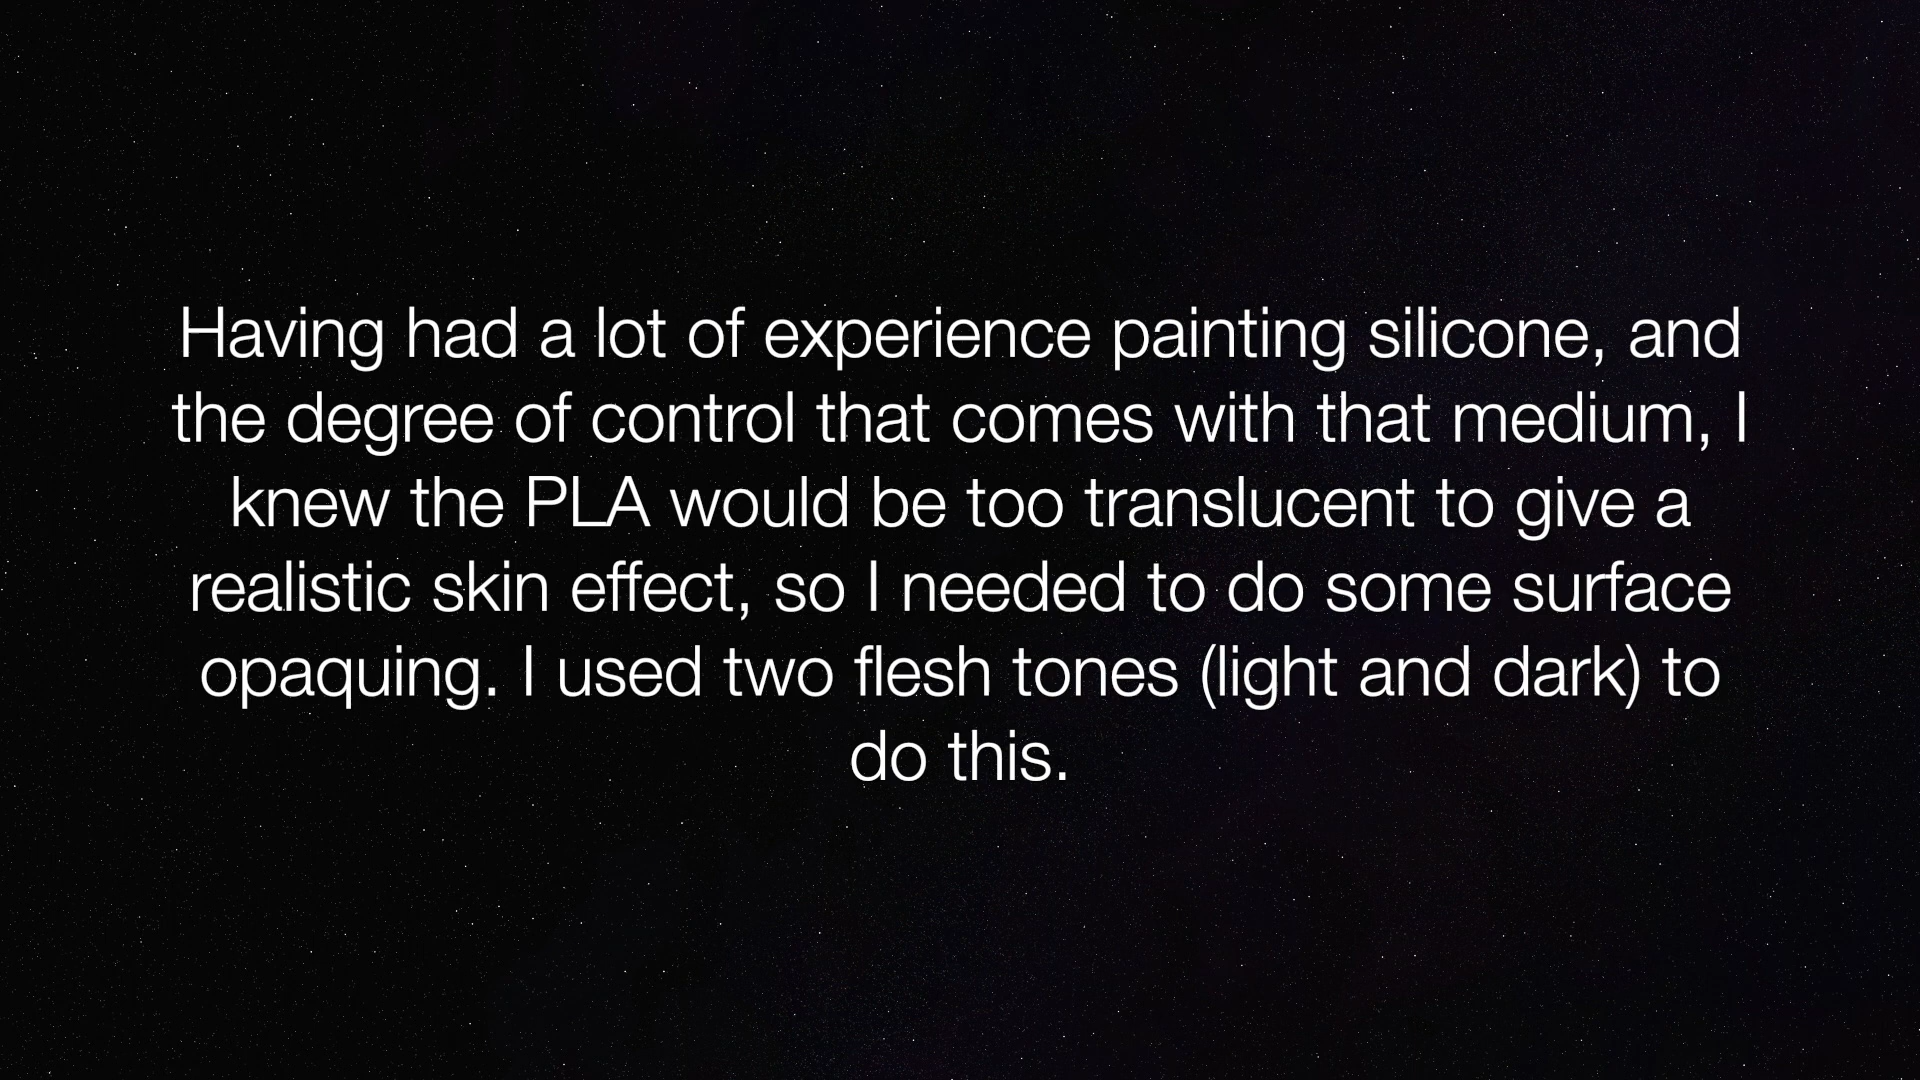 Having had a lot of experience painting silicone, and
the degree of control that comes with that medium, I
knew the PLA would be too translucent to give a
realistic skin effect, so I needed to do some surface
opaquing. I used two flesh tones (light and dark) to
do this.